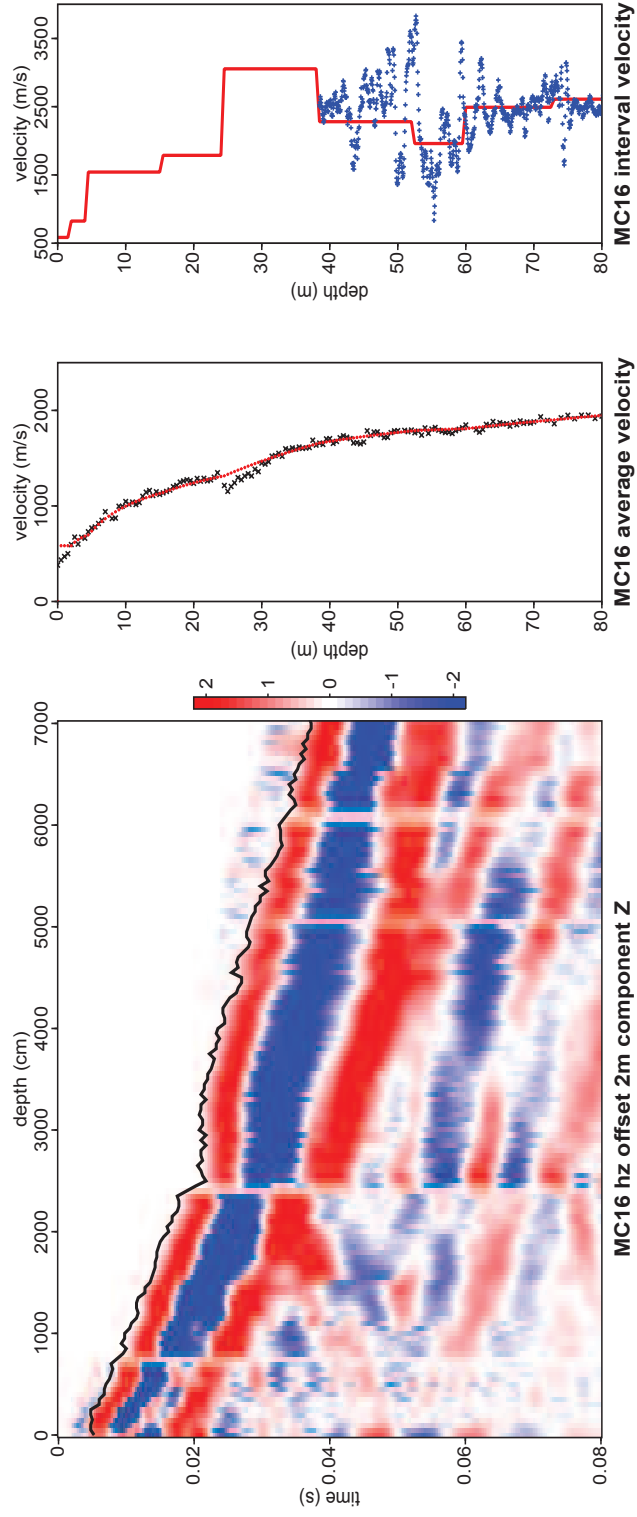 depth (cm)
0 1000 2000 3000 4000 5000 6000 7000
time (s)
0
0.02
0.04
0.06
0.08
2
1
0
-1
-2
MC16 hz offset 2m component Z
velocity (m/s)
0 1000 2000
depth (m)
0
10
20
30
40
50
60
70
80
MC16 average velocity
velocity (m/s)
500 1500 2500 3500
depth (m)
0
10
20
30
40
50
60
70
80
MC16 interval velocity